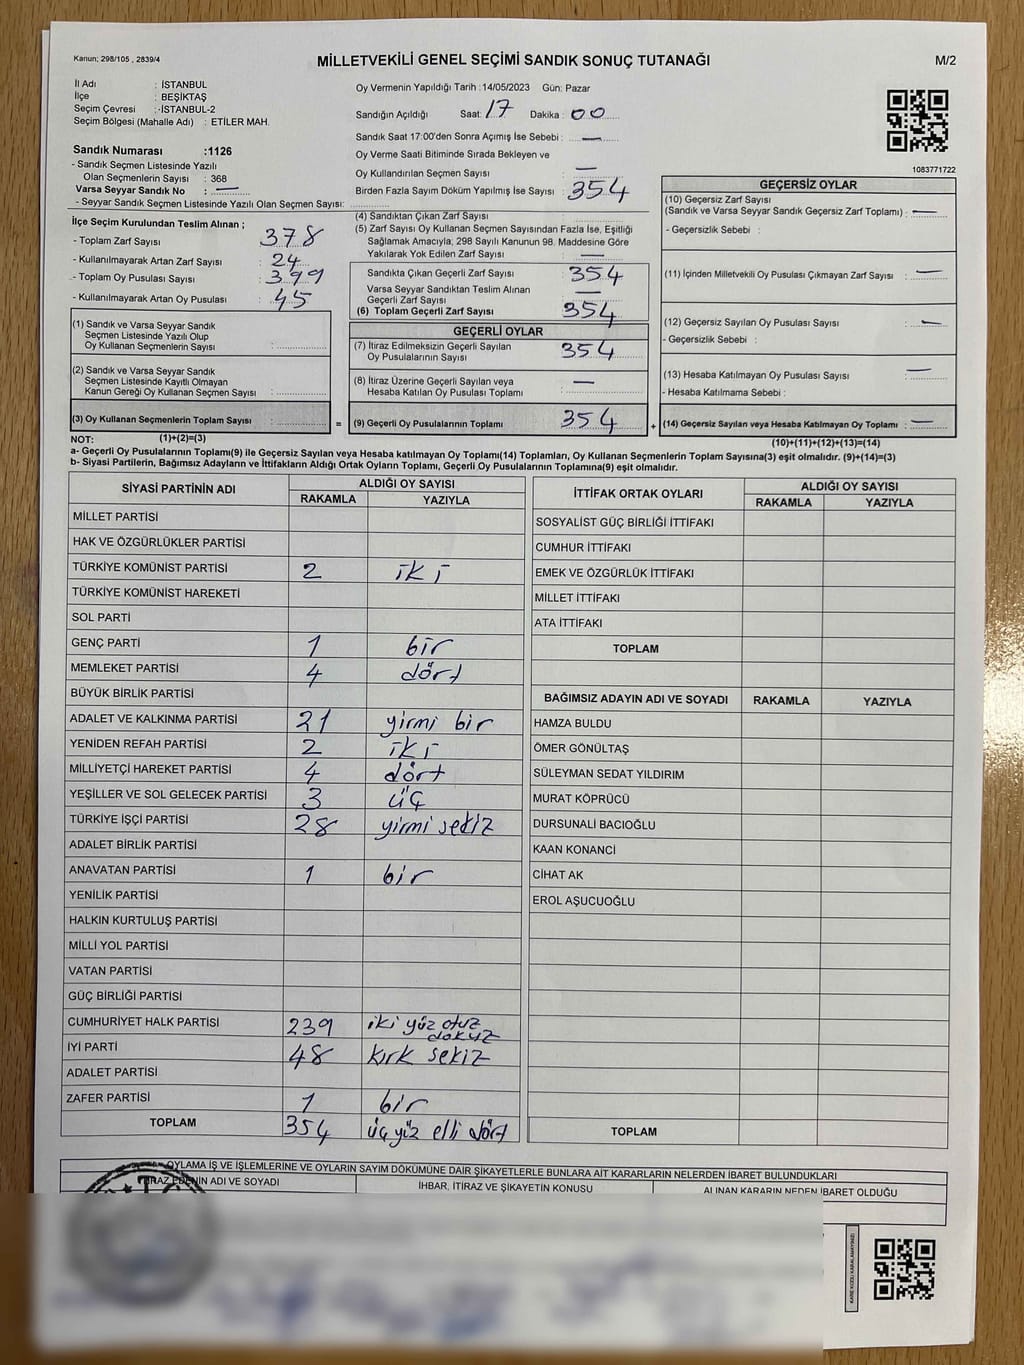 Kanun; 298/105 , 2839/4
MİLLETVEKİLİ GENEL SEÇİMİ SANDIK SONUÇ TUTANAĞI
M/2
İl Adı : İSTANBUL
İlçe : BEŞİKTAŞ
Seçim Çevresi : İSTANBUL-2
Seçim Bölgesi (Mahalle Adı) : ETİLER MAH.
Oy Vermenin Yapıldığı Tarih :14/05/2023 Gün: Pazar
Sandığın Açıldığı Saat: 17 Dakika : 00
Sandık Saat 17:00'den Sonra Açımış İse Sebebi : —
Oy Verme Saati Bitiminde Sırada Bekleyen ve
Oy Kullandırılan Seçmen Sayısı : —
Birden Fazla Sayım Döküm Yapılmış İse Sayısı : 354
1083771722
Sandık Numarası :1126
- Sandık Seçmen Listesinde Yazılı
Olan Seçmenlerin Sayısı : 368
Varsa Seyyar Sandık No : —
- Seyyar Sandık Seçmen Listesinde Yazılı Olan Seçmen Sayısı:
İlçe Seçim Kurulundan Teslim Alınan ;
- Toplam Zarf Sayısı : 378
- Kullanılmayarak Artan Zarf Sayısı : 24
- Toplam Oy Pusulası Sayısı : 399
- Kullanılmayarak Artan Oy Pusulası : 45
(1) Sandık ve Varsa Seyyar Sandık
Seçmen Listesinde Yazılı Olup
Oy Kullanan Seçmenlerin Sayısı :
(2) Sandık ve Varsa Seyyar Sandık
Seçmen Listesinde Kayıtlı Olmayan
Kanun Gereği Oy Kullanan Seçmen Sayısı :
(3) Oy Kullanan Seçmenlerin Toplam Sayısı :
(1)+(2)=(3)
=
(4) Sandıktan Çıkan Zarf Sayısı :
(5) Zarf Sayısı Oy Kullanan Seçmen Sayısından Fazla İse, Eşitliği
Sağlamak Amacıyla; 298 Sayılı Kanunun 98. Maddesine Göre
Yakılarak Yok Edilen Zarf Sayısı : —
Sandıkta Çıkan Geçerli Zarf Sayısı : 354
Varsa Seyyar Sandıktan Teslim Alınan
Geçerli Zarf Sayısı : —
(6) Toplam Geçerli Zarf Sayısı : 354
GEÇERLİ OYLAR
(7) İtiraz Edilmeksizin Geçerli Sayılan
Oy Pusulalarının Sayısı : 354
(8) İtiraz Üzerine Geçerli Sayılan veya
Hesaba Katılan Oy Pusulası Toplamı : —
(9) Geçerli Oy Pusulalarının Toplamı : 354
+
GEÇERSİZ OYLAR
(10) Geçersiz Zarf Sayısı
(Sandık ve Varsa Seyyar Sandık Geçersiz Zarf Toplamı) : —
- Geçersizlik Sebebi :
(11) İçinden Milletvekili Oy Pusulası Çıkmayan Zarf Sayısı : —
(12) Geçersiz Sayılan Oy Pusulası Sayısı : —
- Geçersizlik Sebebi :
(13) Hesaba Katılmayan Oy Pusulası Sayısı : —
- Hesaba Katılmama Sebebi :
(14) Geçersiz Sayılan veya Hesaba Katılmayan Oy Toplamı : —
(10)+(11)+(12)+(13)=(14)
NOT:
a- Geçerli Oy Pusulalarının Toplamı(9) ile Geçersiz Sayılan veya Hesaba katılmayan Oy Toplamı(14) Toplamları, Oy Kullanan Seçmenlerin Toplam Sayısına(3) eşit olmalıdır. (9)+(14)=(3)
b- Siyasi Partilerin, Bağımsız Adayların ve İttifakların Aldığı Ortak Oyların Toplamı, Geçerli Oy Pusulalarının Toplamına(9) eşit olmalıdır.
SİYASİ PARTİNİN ADI ALDIĞI OY SAYISI
RAKAMLA YAZIYLA
MİLLET PARTİSİ
HAK VE ÖZGÜRLÜKLER PARTİSİ
TÜRKİYE KOMÜNİST PARTİSİ 2 iki
TÜRKİYE KOMÜNİST HAREKETİ
SOL PARTİ
GENÇ PARTİ 1 bir
MEMLEKET PARTİSİ 4 dört
BÜYÜK BİRLİK PARTİSİ
ADALET VE KALKINMA PARTİSİ 21 yirmi bir
YENİDEN REFAH PARTİSİ 2 iki
MİLLİYETÇİ HAREKET PARTİSİ 4 dört
YEŞİLLER VE SOL GELECEK PARTİSİ 3 üç
TÜRKİYE İŞÇİ PARTİSİ 28 yirmi sekiz
ADALET BİRLİK PARTİSİ
ANAVATAN PARTİSİ 1 bir
YENİLİK PARTİSİ
HALKIN KURTULUŞ PARTİSİ
MİLLİ YOL PARTİSİ
VATAN PARTİSİ
GÜÇ BİRLİĞİ PARTİSİ
CUMHURİYET HALK PARTİSİ 239 iki yüz otuz dokuz
İYİ PARTİ 48 kırk sekiz
ADALET PARTİSİ
ZAFER PARTİSİ 1 bir
TOPLAM 354 üç yüz elli dört
İTTİFAK ORTAK OYLARI ALDIĞI OY SAYISI
RAKAMLA YAZIYLA
SOSYALİST GÜÇ BİRLİĞİ İTTİFAKI
CUMHUR İTTİFAKI
EMEK VE ÖZGÜRLÜK İTTİFAKI
MİLLET İTTİFAKI
ATA İTTİFAKI
TOPLAM
BAĞIMSIZ ADAYIN ADI VE SOYADI RAKAMLA YAZIYLA
HAMZA BULDU
ÖMER GÖNÜLTAŞ
SÜLEYMAN SEDAT YILDIRIM
MURAT KÖPRÜCÜ
DURSUNALİ BACIOĞLU
KAAN KONANCİ
CİHAT AK
EROL AŞUCUOĞLU
TOPLAM
OYLAMA İŞ VE İŞLEMLERİNE VE OYLARIN SAYIM DÖKÜMÜNE DAİR ŞİKAYETLERLE BUNLARA AİT KARARLARIN NELERDEN İBARET BULUNDUKLARI
İTİRAZ EDENİN ADI VE SOYADI İHBAR, İTİRAZ VE ŞİKAYETİN KONUSU ALINAN KARARIN NEDEN İBARET OLDUĞU